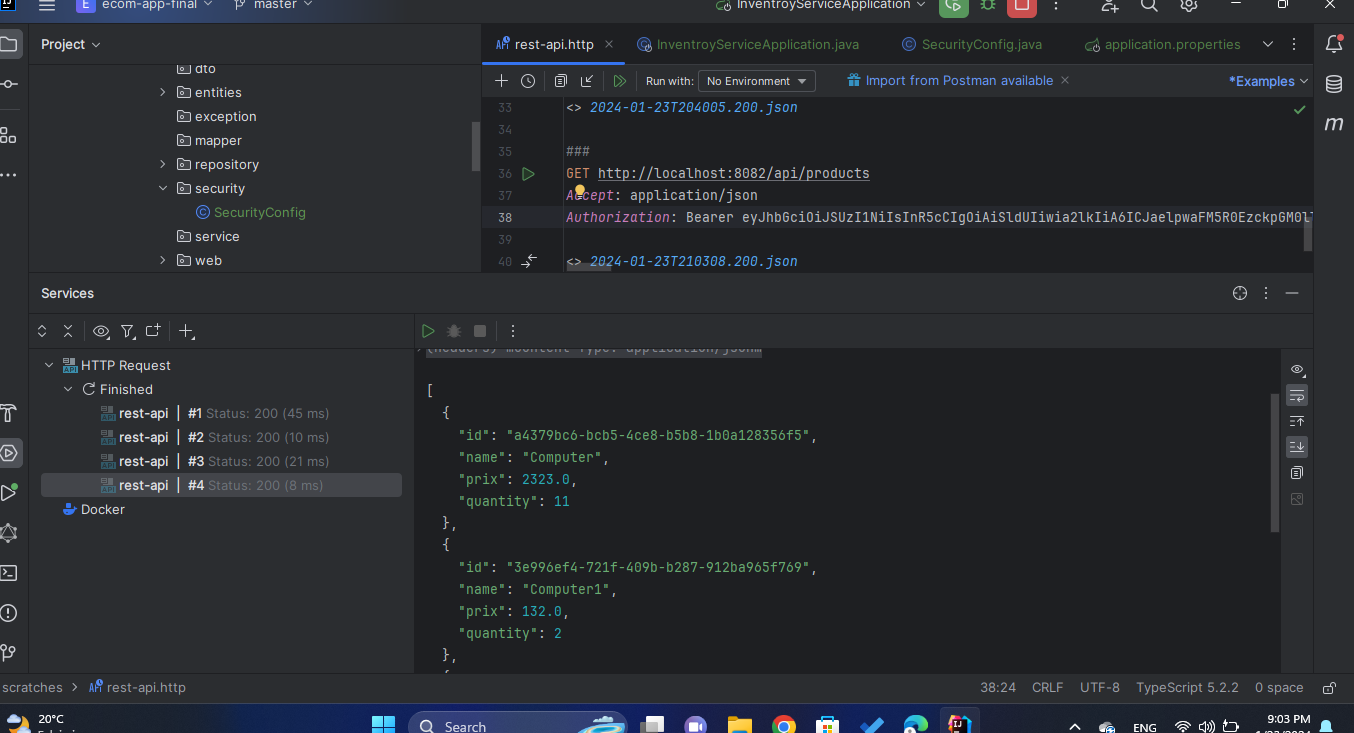 E ecom-app-final master InventroyServiceApplication
Project
dto
entities
exception
mapper
repository
security
SecurityConfig
service
web
rest-api.http InventroyServiceApplication.java SecurityConfig.java application.properties
Run with: No Environment Import from Postman available *Examples
33 <> 2024-01-23T204005.200.json
34
35 ###
36 GET http://localhost:8082/api/products
37 Accept: application/json
38 Authorization: Bearer
39
40 <> 2024-01-23T210308.200.json
Services
HTTP Request
Finished
rest-api | #1 Status: 200 (45 ms)
rest-api | #2 Status: 200 (10 ms)
rest-api | #3 Status: 200 (21 ms)
rest-api | #4 Status: 200 (8 ms)
Docker
[
{
"id": "a4379bc6-bcb5-4ce8-b5b8-1b0a128356f5",
"name": "Computer",
"prix": 2323.0,
"quantity": 11
},
{
"id": "3e996ef4-721f-409b-b287-912ba965f769",
"name": "Computer1",
"prix": 132.0,
"quantity": 2
},
scratches > rest-api.http 38:24 CRLF UTF-8 TypeScript 5.2.2 0 space
20°C
Search
ENG
9:03 PM